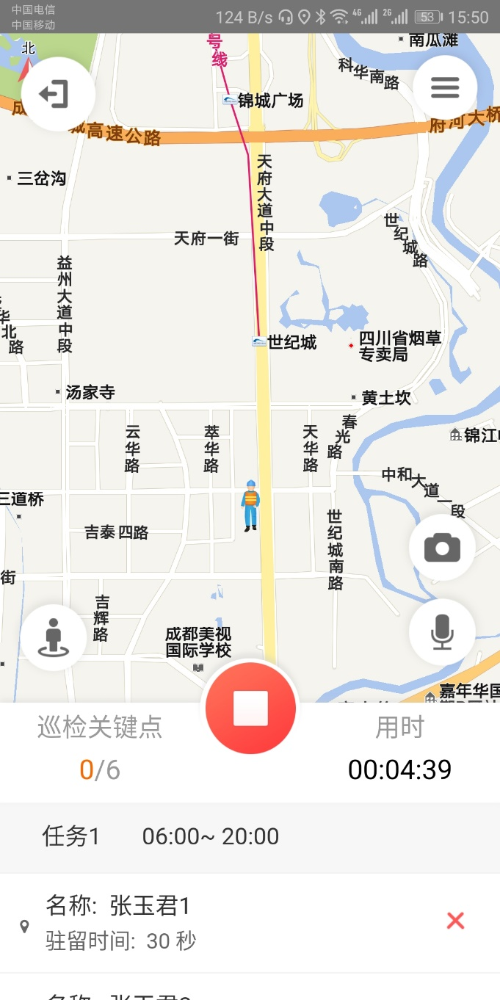 中国电信
中国移动
124 B/s
4G
2G
53
15:50
北
号线
南瓜滩
科华南路
锦城广场
成
城高速公路
府河大桥
三岔沟
天府大道中段
天府一街
世纪城路
益州大道中段
华
北
路
世纪城
四川省烟草
专卖局
汤家寺
黄土坎
云华路
萃华路
天华路
春光路
锦江
中和大道一段
三道桥
吉泰四路
世纪城南路
街
吉辉路
成都美视
国际学校
嘉年华国
巡检关键点
用时
0/6
00:04:39
任务1
06:00~ 20:00
名称: 张玉君1
驻留时间: 30 秒